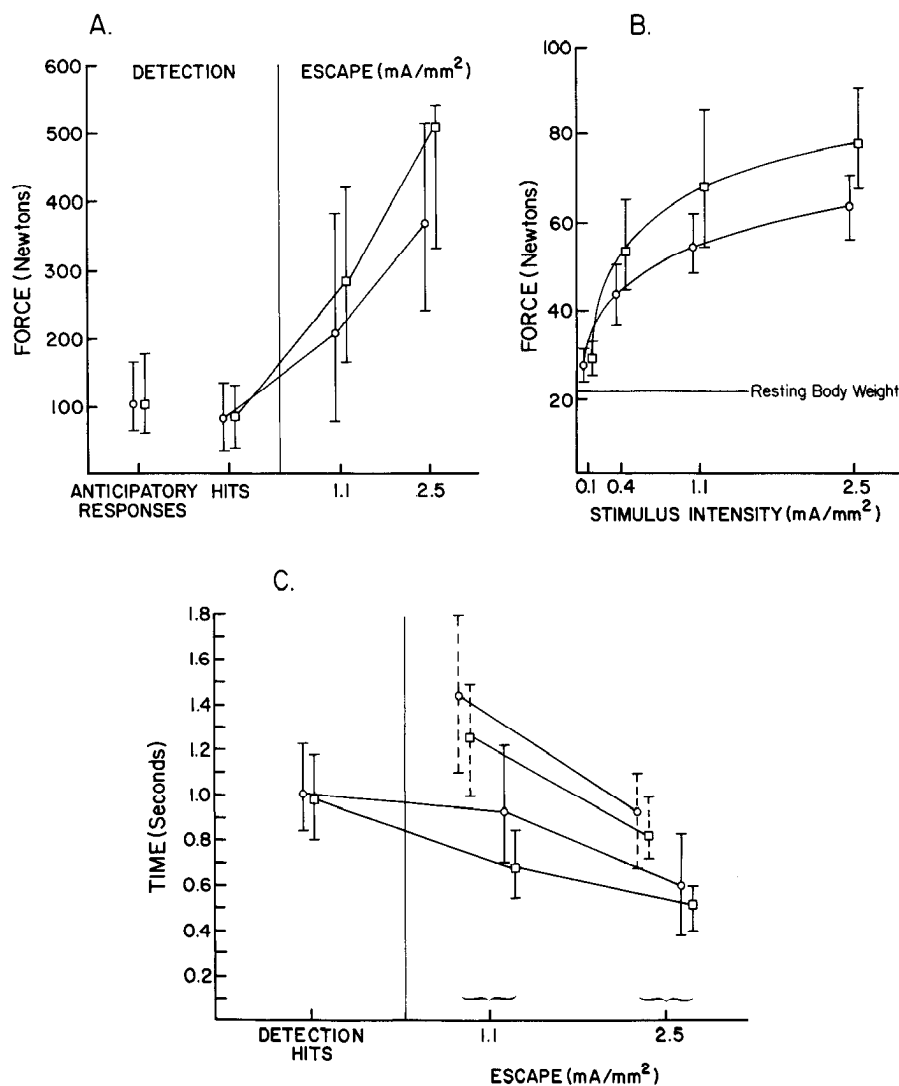 A.
DETECTION ESCAPE (mA/mm²)
600
500
400
300
200
100
FORCE (Newtons)
ANTICIPATORY RESPONSES HITS 1.1 2.5
B.
100
80
60
40
20
FORCE (Newtons)
Resting Body Weight
0.1 0.4 1.1 2.5
STIMULUS INTENSITY (mA/mm²)
C.
1.8
1.6
1.4
1.2
1.0
0.8
0.6
0.4
0.2
TIME (Seconds)
DETECTION HITS 1.1 2.5
ESCAPE (mA/mm²)